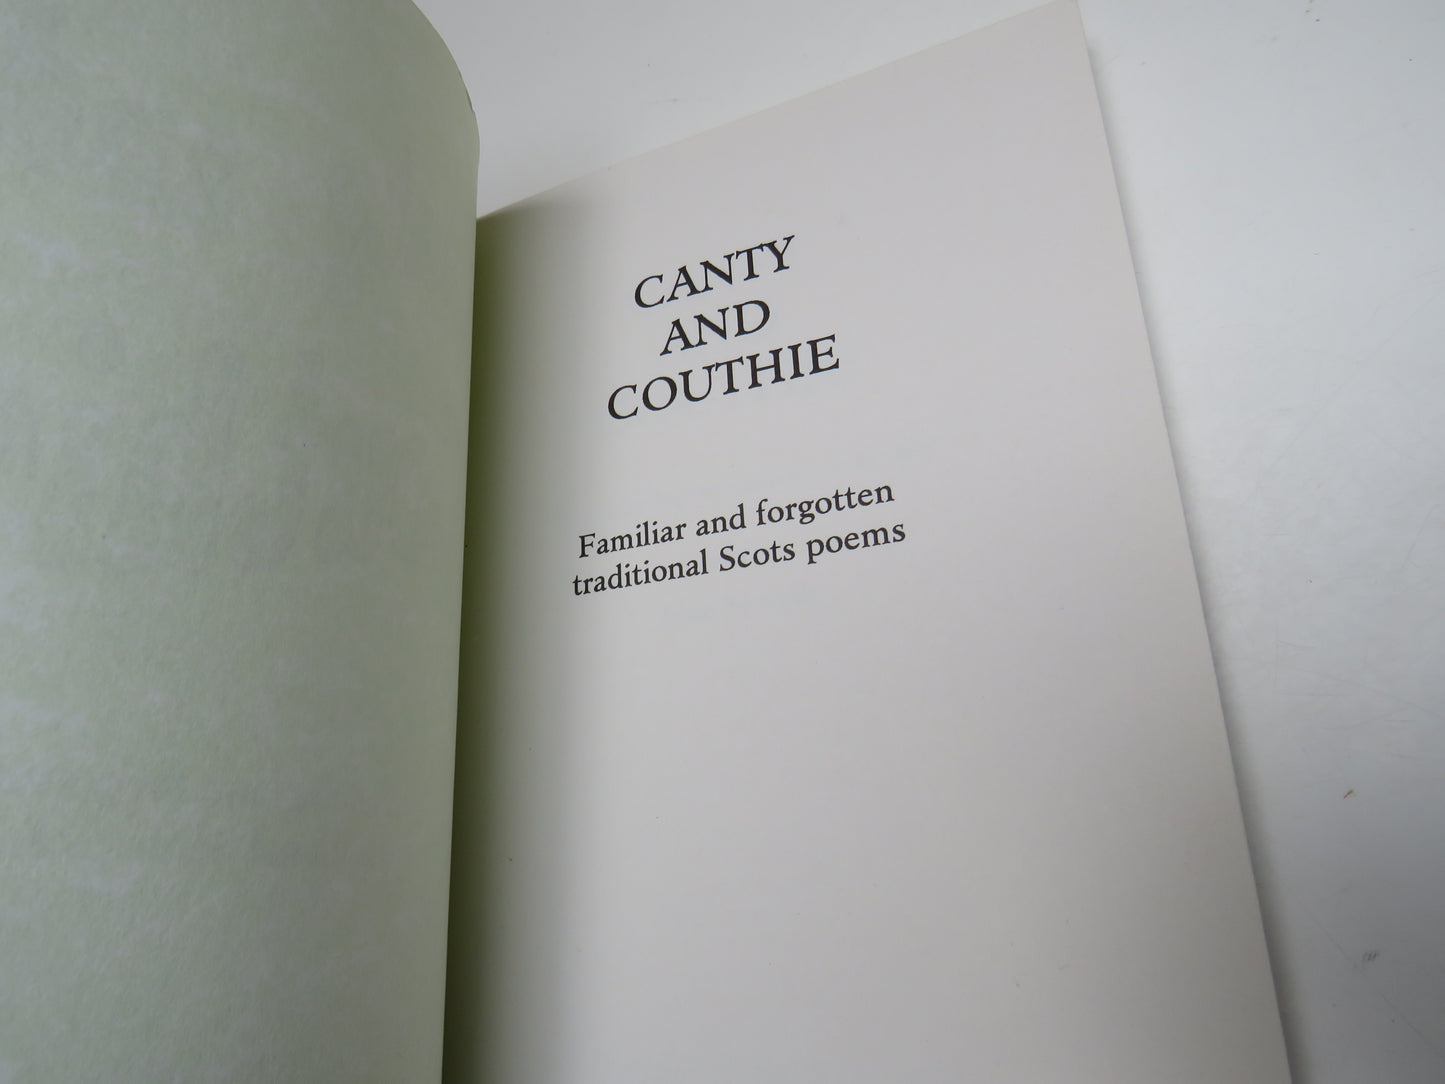 CANTY
AND
COUTHIE
Familiar and forgotten
traditional Scots poems